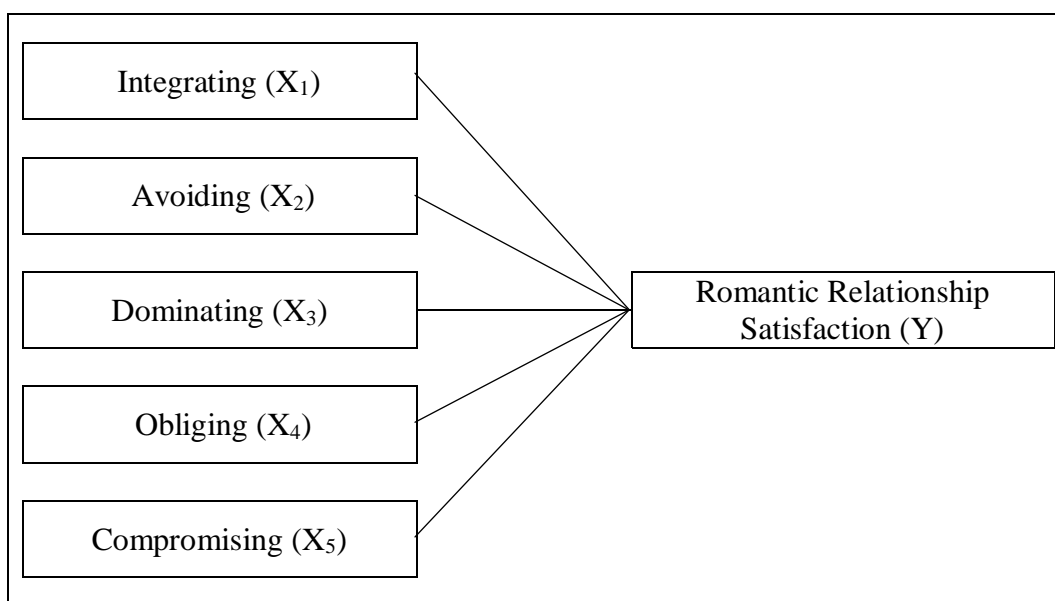 Integrating (X₁)
Avoiding (X₂)
Dominating (X₃)
Obliging (X₄)
Compromising (X₅)
Romantic Relationship
Satisfaction (Y)